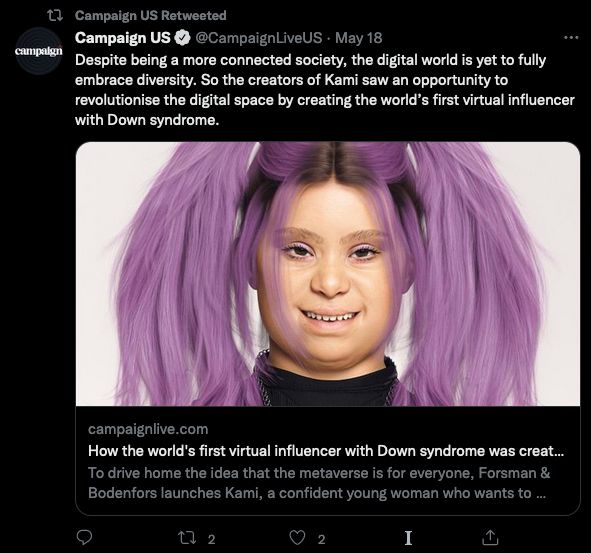 Campaign US Retweeted
campaign
Campaign US @CampaignLiveUS · May 18
Despite being a more connected society, the digital world is yet to fully
embrace diversity. So the creators of Kami saw an opportunity to
revolutionise the digital space by creating the world's first virtual influencer
with Down syndrome.
campaignlive.com
How the world's first virtual influencer with Down syndrome was creat...
To drive home the idea that the metaverse is for everyone, Forsman &
Bodenfors launches Kami, a confident young woman who wants to ...
2 2